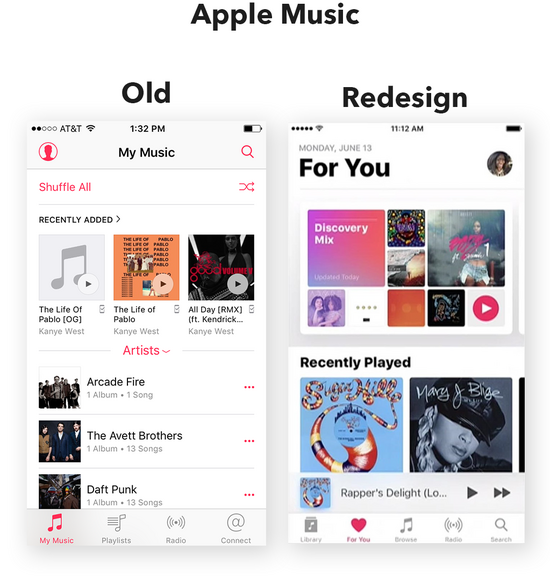 Apple Music
Old
Redesign
AT&T 1:32 PM
My Music
Shuffle All
RECENTLY ADDED
THE LIFE OF PABLO
The Life Of Pablo [OG]
Kanye West
The Life of Pablo
Kanye West
All Day [RMX] (ft. Kendrick...
Kanye West
Artists
Arcade Fire
1 Album • 1 Song
The Avett Brothers
1 Album • 13 Songs
Daft Punk
1 Album • 13 Songs
My Music
Playlists
Radio
Connect
11:12 AM
MONDAY, JUNE 13
For You
Discovery Mix
Updated Today
Recently Played
Sugar Hill
Mary J Blige
Rapper's Delight (Lo...
Library
For You
Browse
Radio
Search